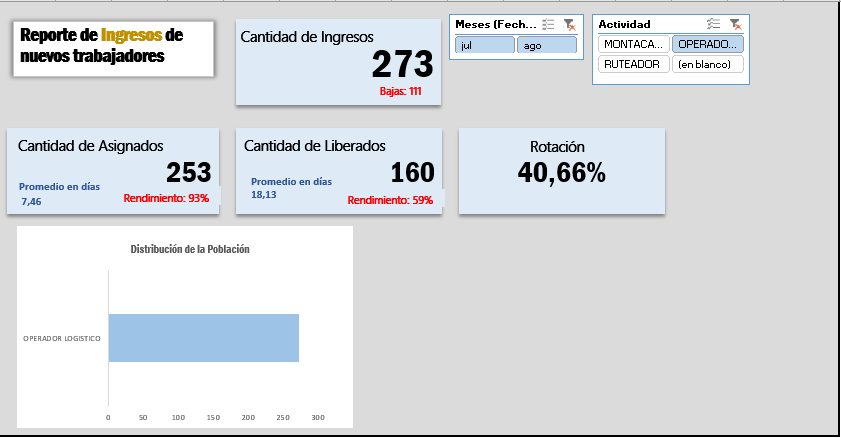 Reporte de Ingresos de
nuevos trabajadores
Cantidad de Ingresos
273
Bajas: 111
Meses (Fech...
jul
ago
Actividad
MONTACA...
OPERADO...
RUTEADOR
(en blanco)
Cantidad de Asignados
253
Promedio en días
7,46
Rendimiento: 93%
Cantidad de Liberados
160
Promedio en días
18,13
Rendimiento: 59%
Rotación
40,66%
Distribución de la Población
OPERADOR LOGISTICO
0 50 100 150 200 250 300